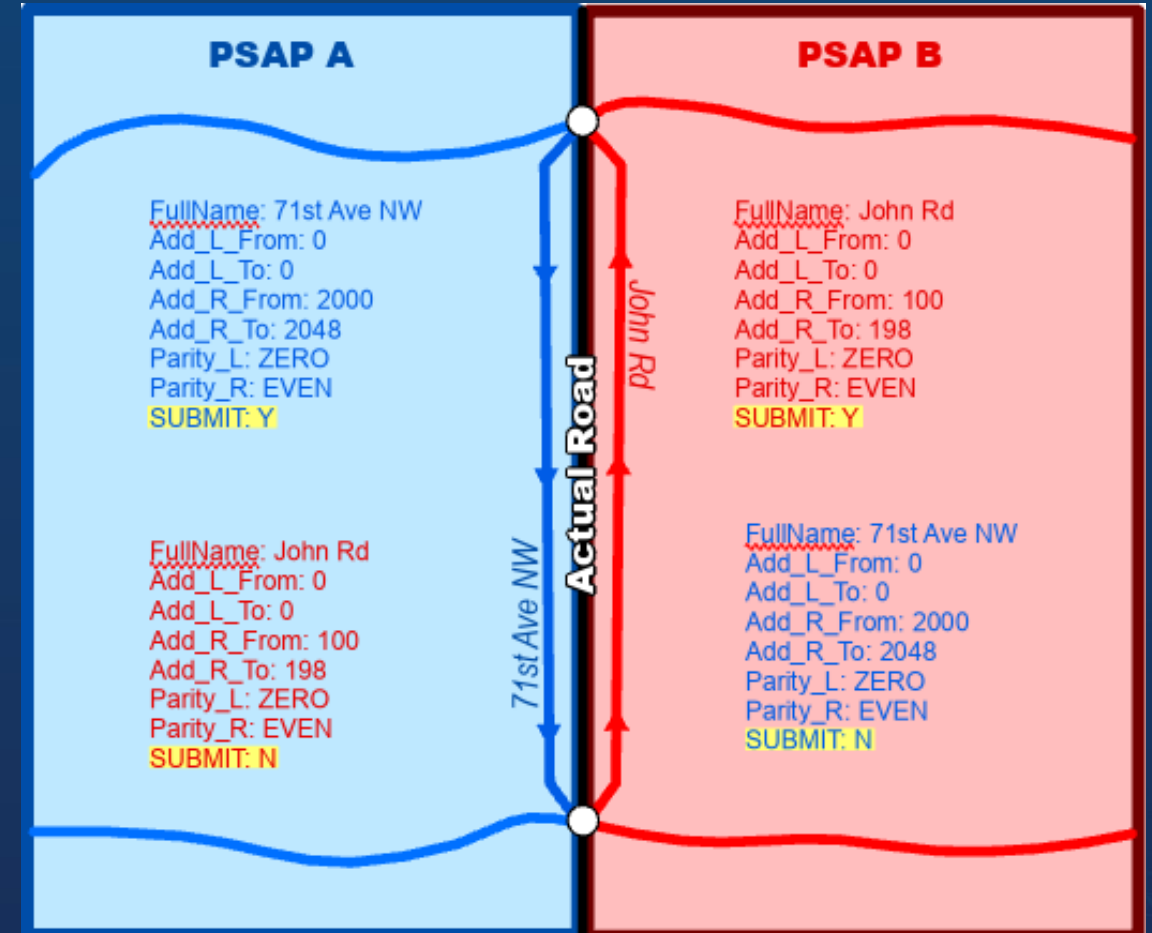 PSAP A
FullName: 71st Ave NW
Add_L_From: 0
Add_L_To: 0
Add_R_From: 2000
Add_R_To: 2048
Parity_L: ZERO
Parity_R: EVEN
SUBMIT: Y
FullName: John Rd
Add_L_From: 0
Add_L_To: 0
Add_R_From: 100
Add_R_To: 198
Parity_L: ZERO
Parity_R: EVEN
SUBMIT: N
71st Ave NW
Actual Road
John Rd
PSAP B
FullName: John Rd
Add_L_From: 0
Add_L_To: 0
Add_R_From: 100
Add_R_To: 198
Parity_L: ZERO
Parity_R: EVEN
SUBMIT: Y
FullName: 71st Ave NW
Add_L_From: 0
Add_L_To: 0
Add_R_From: 2000
Add_R_To: 2048
Parity_L: ZERO
Parity_R: EVEN
SUBMIT: N